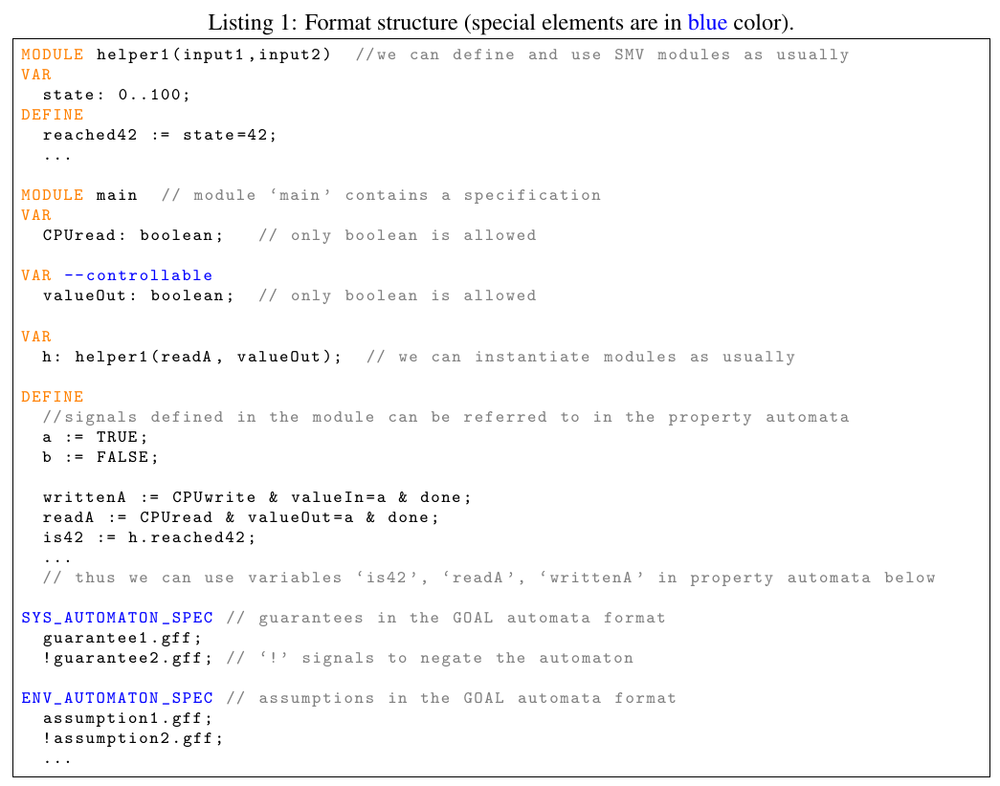 Listing 1: Format structure (special elements are in blue color).
MODULE helper1(input1,input2)  //we can define and use SMV modules as usually
VAR
  state: 0..100;
DEFINE
  reached42 := state=42;
  ...
MODULE main  // module ‘main’ contains a specification
VAR
  CPUread: boolean;   // only boolean is allowed
VAR --controllable
  valueOut: boolean;  // only boolean is allowed
VAR
  h: helper1(readA, valueOut);  // we can instantiate modules as usually
DEFINE
  //signals defined in the module can be referred to in the property automata
  a := TRUE;
  b := FALSE;
  writtenA := CPUwrite & valueIn=a & done;
  readA := CPUread & valueOut=a & done;
  is42 := h.reached42;
  ...
  // thus we can use variables ‘is42’, ‘readA’, ‘writtenA’ in property automata below
SYS_AUTOMATON_SPEC // guarantees in the GOAL automata format
  guarantee1.gff;
  !guarantee2.gff; // ‘!’ signals to negate the automaton
ENV_AUTOMATON_SPEC // assumptions in the GOAL automata format
  assumption1.gff;
  !assumption2.gff;
  ...